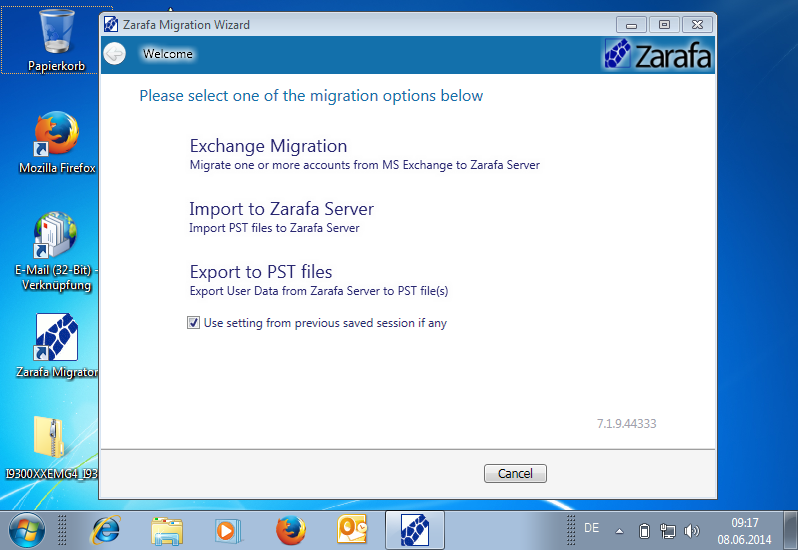 Zarafa Migration Wizard
Welcome
Zarafa
Please select one of the migration options below
Exchange Migration
Migrate one or more accounts from MS Exchange to Zarafa Server
Import to Zarafa Server
Import PST files to Zarafa Server
Export to PST files
Export User Data from Zarafa Server to PST file(s)
Use setting from previous saved session if any
7.1.9.44333
Cancel
Papierkorb
Mozilla Firefox
E-Mail (32-Bit) -
Verknüpfung
Zarafa Migrator
I9300XXEMG4_I93
DE
09:17
08.06.2014